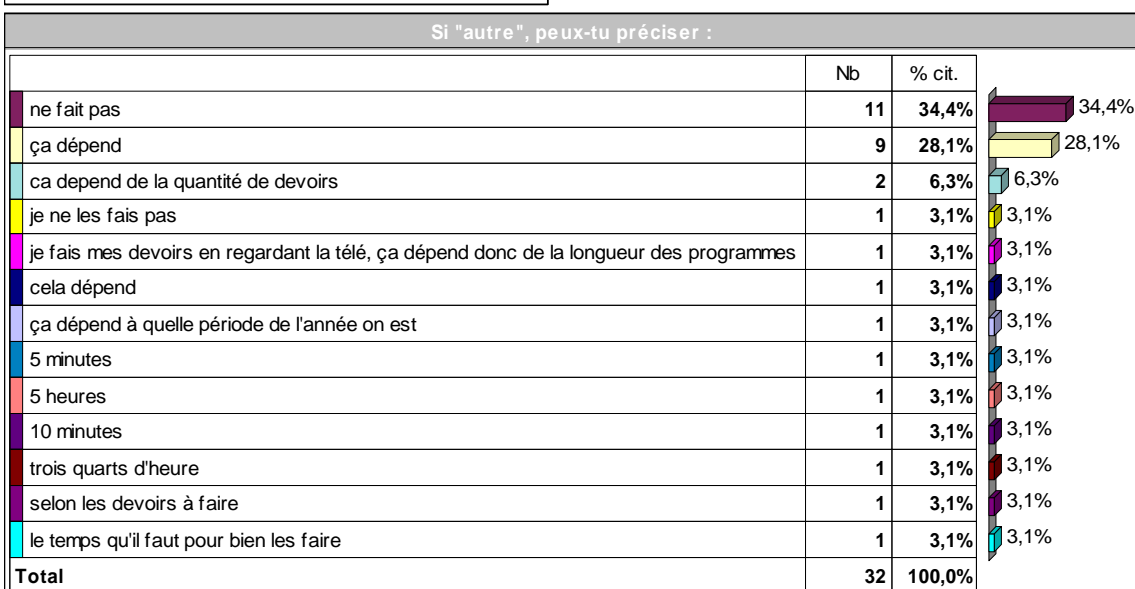 Si "autre", peux-tu préciser :
Nb % cit.
ne fait pas 11 34,4% 34,4%
ça dépend 9 28,1% 28,1%
ca depend de la quantité de devoirs 2 6,3% 6,3%
je ne les fais pas 1 3,1% 3,1%
je fais mes devoirs en regardant la télé, ça dépend donc de la longueur des programmes 1 3,1% 3,1%
cela dépend 1 3,1% 3,1%
ça dépend à quelle période de l'année on est 1 3,1% 3,1%
5 minutes 1 3,1% 3,1%
5 heures 1 3,1% 3,1%
10 minutes 1 3,1% 3,1%
trois quarts d'heure 1 3,1% 3,1%
selon les devoirs à faire 1 3,1% 3,1%
le temps qu'il faut pour bien les faire 1 3,1% 3,1%
Total 32 100,0%